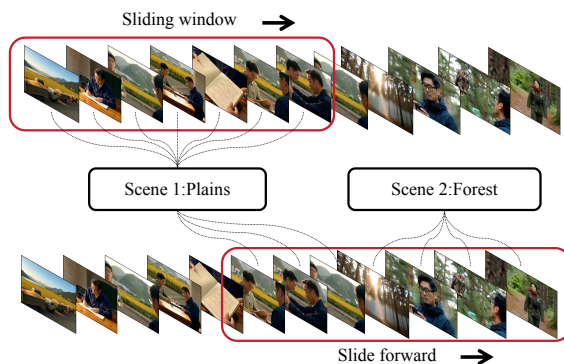 Sliding window
Scene 1:Plains
Scene 2:Forest
Slide forward